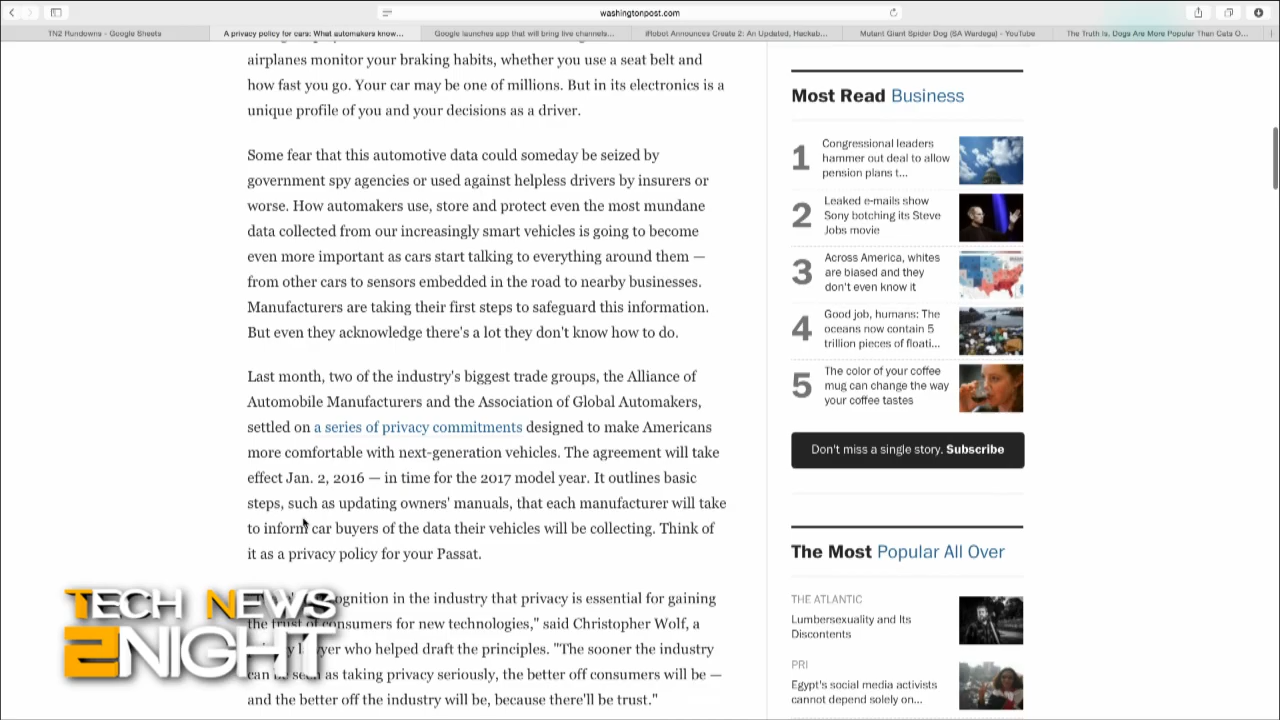 washingtonpost.com
TN2 Rundowns - Google Sheets
A privacy policy for cars: What automakers know...
Google launches app that will bring live channels...
iRobot Announces Create 2: An Updated, Hackab...
Mutant Giant Spider Dog (SA Wardega) - YouTube
The Truth Is, Dogs Are More Popular Than Cats O...
airplanes monitor your braking habits, whether you use a seat belt and
how fast you go. Your car may be one of millions. But in its electronics is a
unique profile of you and your decisions as a driver.
Some fear that this automotive data could someday be seized by
government spy agencies or used against helpless drivers by insurers or
worse. How automakers use, store and protect even the most mundane
data collected from our increasingly smart vehicles is going to become
even more important as cars start talking to everything around them —
from other cars to sensors embedded in the road to nearby businesses.
Manufacturers are taking their first steps to safeguard this information.
But even they acknowledge there's a lot they don't know how to do.
Last month, two of the industry's biggest trade groups, the Alliance of
Automobile Manufacturers and the Association of Global Automakers,
settled on a series of privacy commitments designed to make Americans
more comfortable with next-generation vehicles. The agreement will take
effect Jan. 2, 2016 — in time for the 2017 model year. It outlines basic
steps, such as updating owners' manuals, that each manufacturer will take
to inform car buyers of the data their vehicles will be collecting. Think of
it as a privacy policy for your Passat.
in the industry that privacy is essential for gaining
the trust of consumers for new technologies," said Christopher Wolf, a
who helped draft the principles. "The sooner the industry
as taking privacy seriously, the better off consumers will be —
and the better off the industry will be, because there'll be trust."
Most Read Business
1 Congressional leaders
hammer out deal to allow
pension plans t...
2 Leaked e-mails show
Sony botching its Steve
Jobs movie
3 Across America, whites
are biased and they
don't even know it
4 Good job, humans: The
oceans now contain 5
trillion pieces of floati...
5 The color of your coffee
mug can change the way
your coffee tastes
Don't miss a single story. Subscribe
The Most Popular All Over
THE ATLANTIC
Lumbersexuality and Its
Discontents
PRI
Egypt's social media activists
cannot depend solely on...
TECH NEWS
2NIGHT